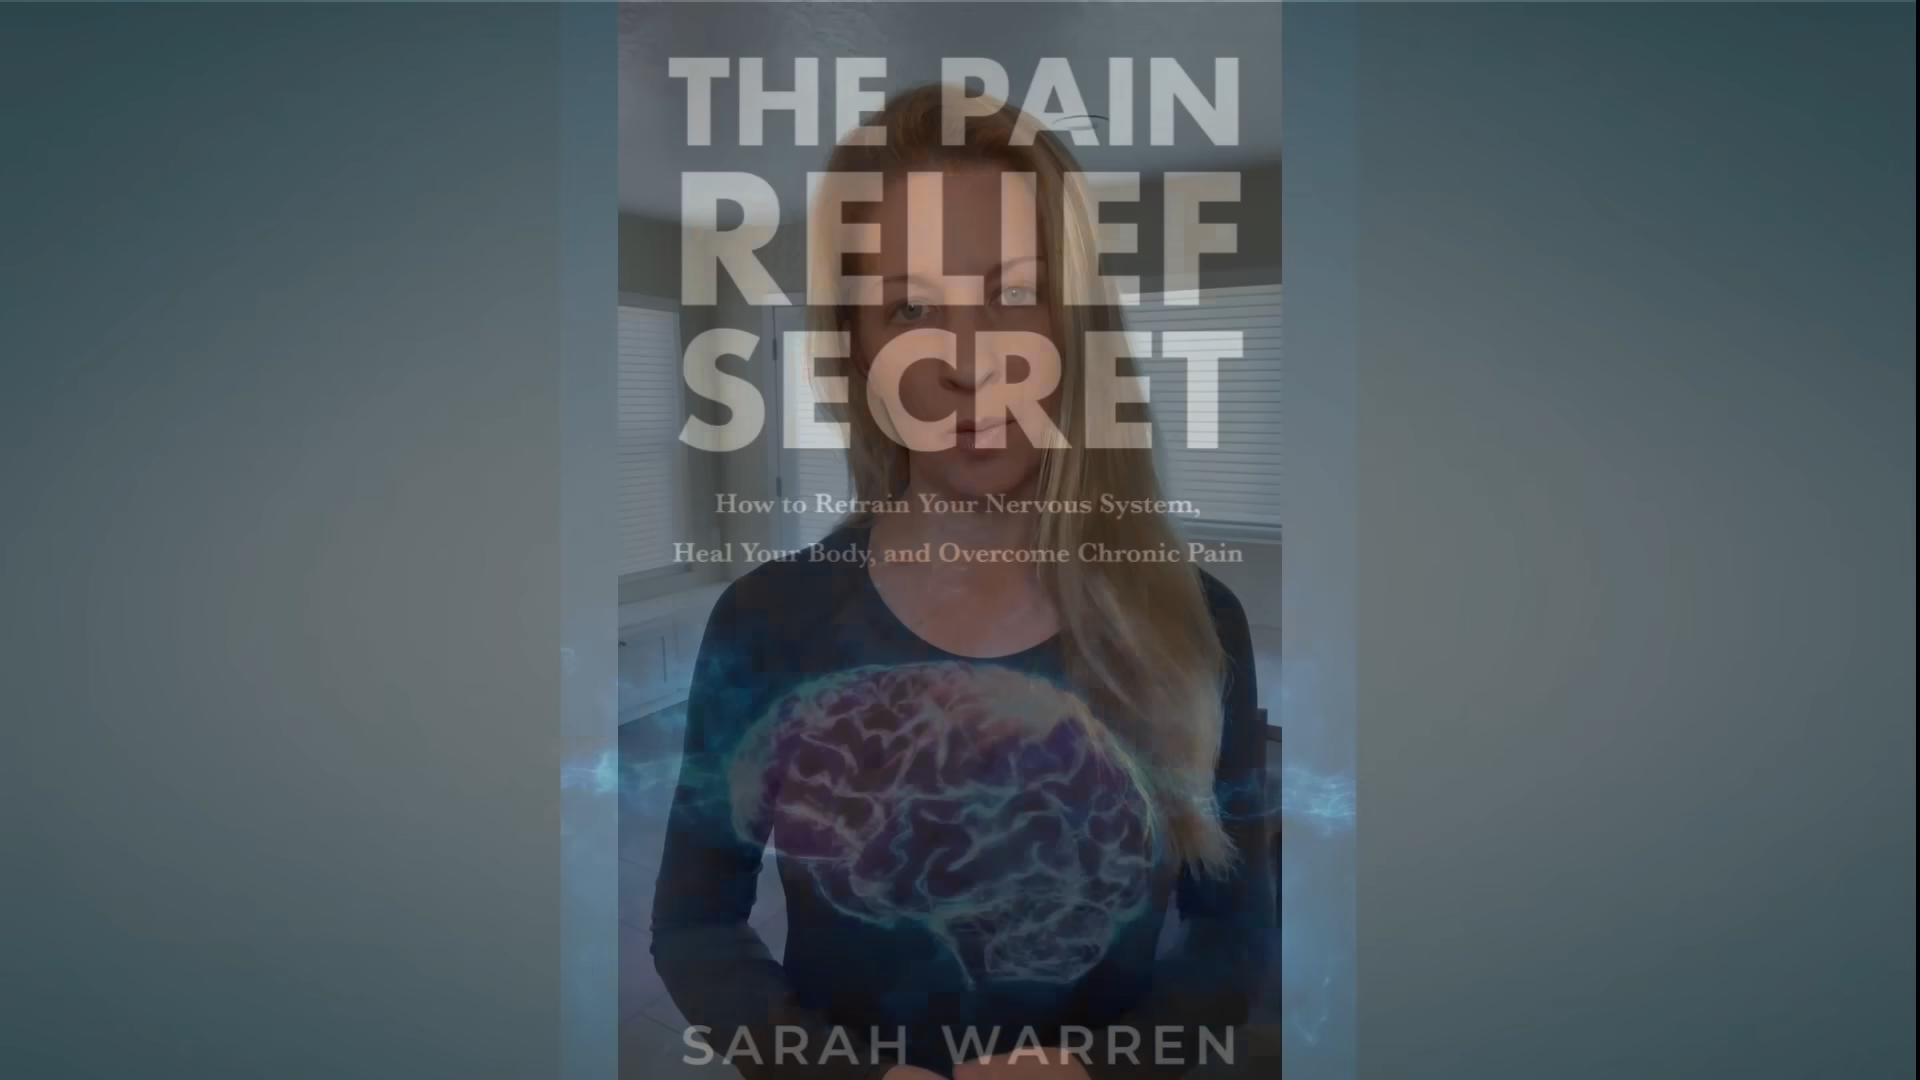 THE PAIN
RELIEF
SECRET
How to Retrain Your Nervous System,
Heal Your Body, and Overcome Chronic Pain
SARAH WARREN